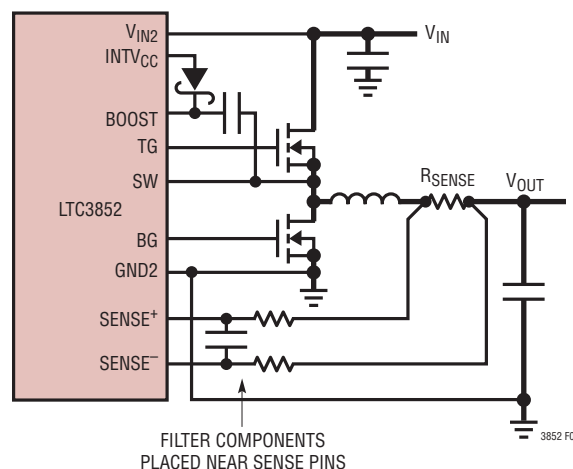 VIN2
VIN
INTVCC
BOOST
TG
RSENSE
VOUT
SW
LTC3852
BG
GND2
SENSE+
SENSE–
FILTER COMPONENTS
PLACED NEAR SENSE PINS